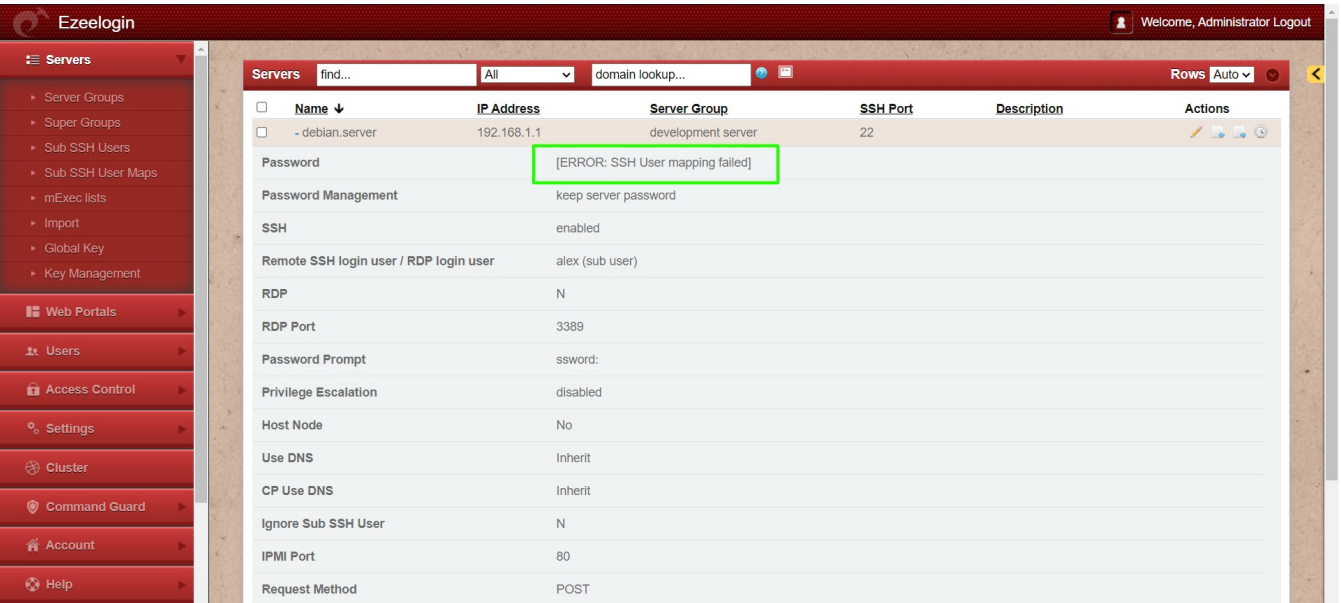 Ezeelogin
Welcome, Administrator Logout
Servers
Server Groups
Super Groups
Sub SSH Users
Sub SSH User Maps
mExec lists
Import
Global Key
Key Management
Web Portals
Users
Access Control
Settings
Cluster
Command Guard
Account
Help
Servers find... All domain lookup... Rows Auto
Name IP Address Server Group SSH Port Description Actions
- debian.server 192.168.1.1 development server 22
Password [ERROR: SSH User mapping failed]
Password Management keep server password
SSH enabled
Remote SSH login user / RDP login user alex (sub user)
RDP N
RDP Port 3389
Password Prompt ssword:
Privilege Escalation disabled
Host Node No
Use DNS Inherit
CP Use DNS Inherit
Ignore Sub SSH User N
IPMI Port 80
Request Method POST